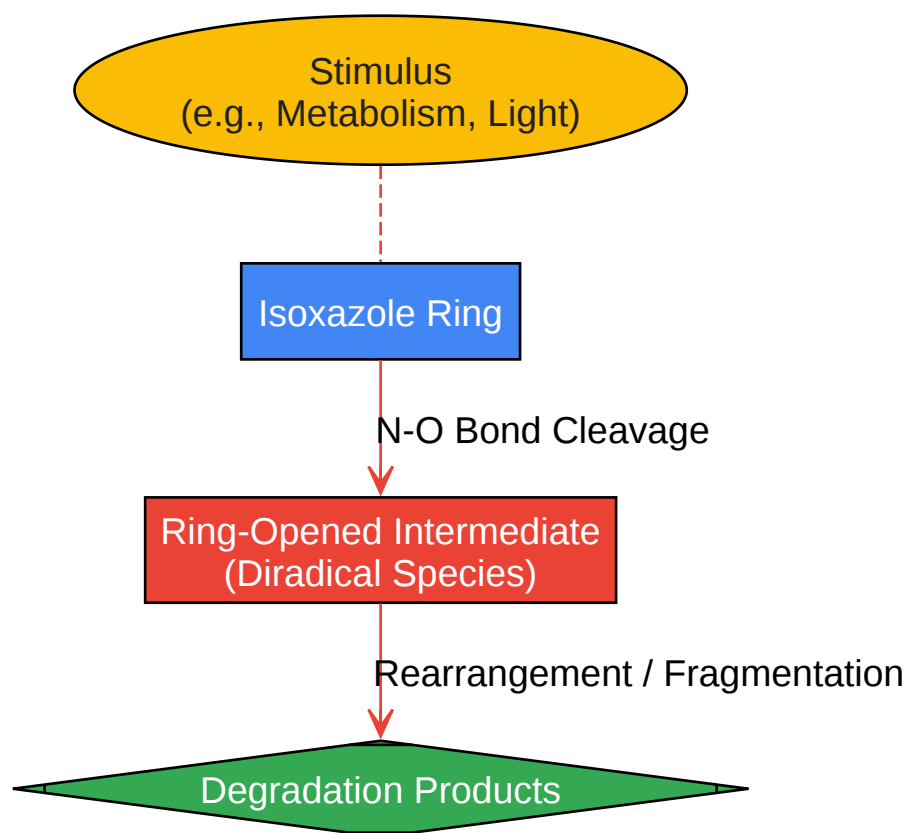 Stimulus
(e.g., Metabolism, Light)
Isoxazole Ring
N-O Bond Cleavage
Ring-Opened Intermediate
(Diradical Species)
Rearrangement / Fragmentation
Degradation Products